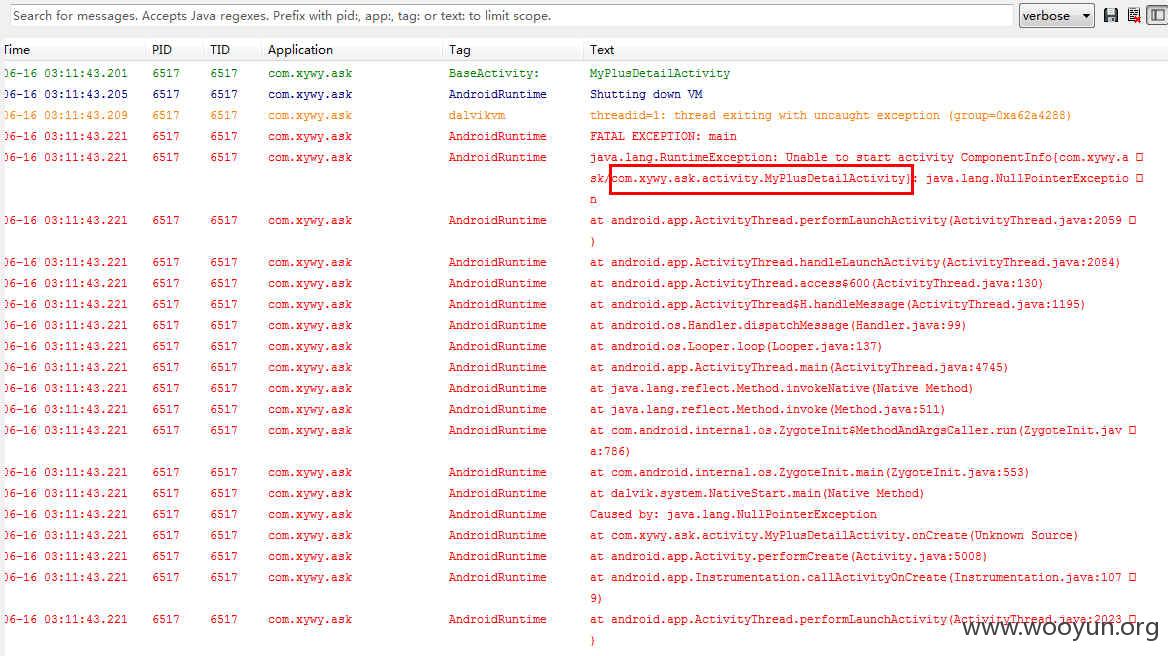 Search for messages. Accepts Java regexes. Prefix with pid:, app:, tag: or text: to limit scope. verbose
Time PID TID Application Tag Text
06-16 03:11:43.201 6517 6517 com.xywy.ask BaseActivity: MyPlusDetailActivity
06-16 03:11:43.205 6517 6517 com.xywy.ask AndroidRuntime Shutting down VM
06-16 03:11:43.209 6517 6517 com.xywy.ask dalvikvm threadid=1: thread exiting with uncaught exception (group=0xa62a4288)
06-16 03:11:43.221 6517 6517 com.xywy.ask AndroidRuntime FATAL EXCEPTION: main
06-16 03:11:43.221 6517 6517 com.xywy.ask AndroidRuntime java.lang.RuntimeException: Unable to start activity ComponentInfo{com.xywy.a
sk/com.xywy.ask.activity.MyPlusDetailActivity}: java.lang.NullPointerExceptio
n
06-16 03:11:43.221 6517 6517 com.xywy.ask AndroidRuntime at android.app.ActivityThread.performLaunchActivity(ActivityThread.java:2059
)
06-16 03:11:43.221 6517 6517 com.xywy.ask AndroidRuntime at android.app.ActivityThread.handleLaunchActivity(ActivityThread.java:2084)
06-16 03:11:43.221 6517 6517 com.xywy.ask AndroidRuntime at android.app.ActivityThread.access$600(ActivityThread.java:130)
06-16 03:11:43.221 6517 6517 com.xywy.ask AndroidRuntime at android.app.ActivityThread$H.handleMessage(ActivityThread.java:1195)
06-16 03:11:43.221 6517 6517 com.xywy.ask AndroidRuntime at android.os.Handler.dispatchMessage(Handler.java:99)
06-16 03:11:43.221 6517 6517 com.xywy.ask AndroidRuntime at android.os.Looper.loop(Looper.java:137)
06-16 03:11:43.221 6517 6517 com.xywy.ask AndroidRuntime at android.app.ActivityThread.main(ActivityThread.java:4745)
06-16 03:11:43.221 6517 6517 com.xywy.ask AndroidRuntime at java.lang.reflect.Method.invokeNative(Native Method)
06-16 03:11:43.221 6517 6517 com.xywy.ask AndroidRuntime at java.lang.reflect.Method.invoke(Method.java:511)
06-16 03:11:43.221 6517 6517 com.xywy.ask AndroidRuntime at com.android.internal.os.ZygoteInit$MethodAndArgsCaller.run(ZygoteInit.jav
a:786)
06-16 03:11:43.221 6517 6517 com.xywy.ask AndroidRuntime at com.android.internal.os.ZygoteInit.main(ZygoteInit.java:553)
06-16 03:11:43.221 6517 6517 com.xywy.ask AndroidRuntime at dalvik.system.NativeStart.main(Native Method)
06-16 03:11:43.221 6517 6517 com.xywy.ask AndroidRuntime Caused by: java.lang.NullPointerException
06-16 03:11:43.221 6517 6517 com.xywy.ask AndroidRuntime at com.xywy.ask.activity.MyPlusDetailActivity.onCreate(Unknown Source)
06-16 03:11:43.221 6517 6517 com.xywy.ask AndroidRuntime at android.app.Activity.performCreate(Activity.java:5008)
06-16 03:11:43.221 6517 6517 com.xywy.ask AndroidRuntime at android.app.Instrumentation.callActivityOnCreate(Instrumentation.java:107
9)
06-16 03:11:43.221 6517 6517 com.xywy.ask AndroidRuntime at android.app.ActivityThread.performLaunchActivity(ActivityThread.java:2023
)
www.wooyun.org